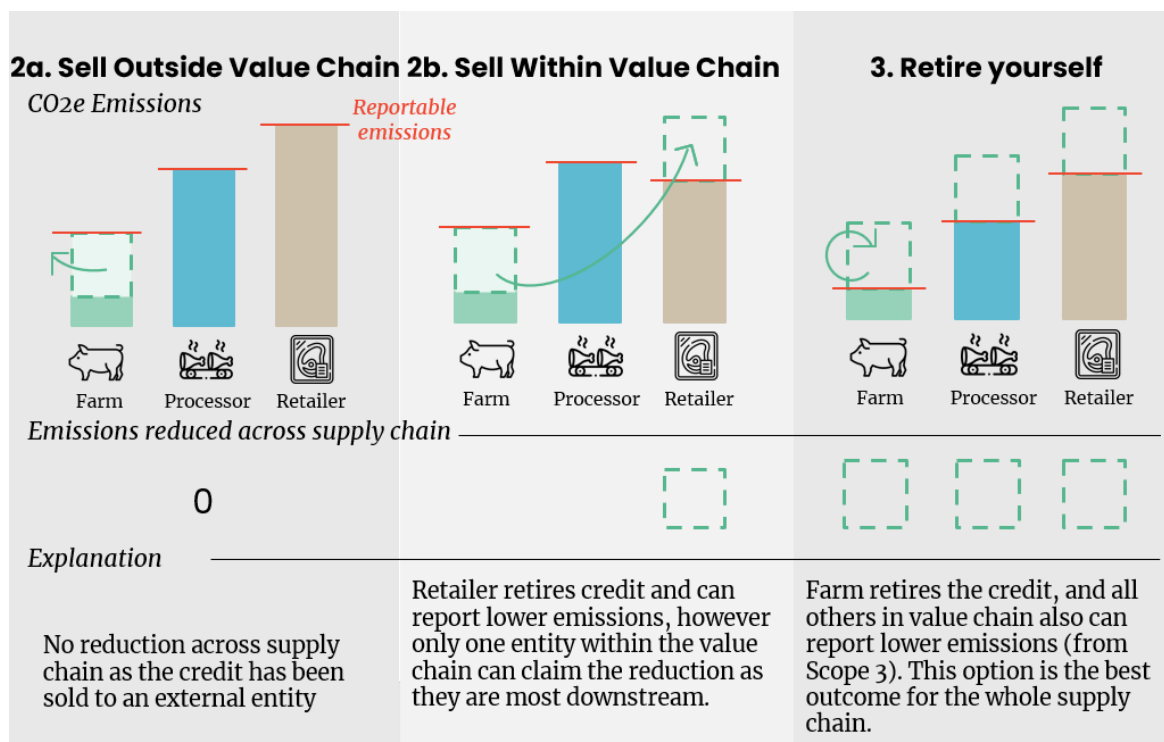 2a. Sell Outside Value Chain
2b. Sell Within Value Chain
3. Retire yourself
CO2e Emissions
Reportable
emissions
Farm
Processor
Retailer
Farm
Processor
Retailer
Farm
Processor
Retailer
Emissions reduced across supply chain
0
Explanation
No reduction across supply
chain as the credit has been
sold to an external entity
Retailer retires credit and can
report lower emissions, however
only one entity within the value
chain can claim the reduction as
they are most downstream.
Farm retires the credit, and all
others in value chain also can
report lower emissions (from
Scope 3). This option is the best
outcome for the whole supply
chain.